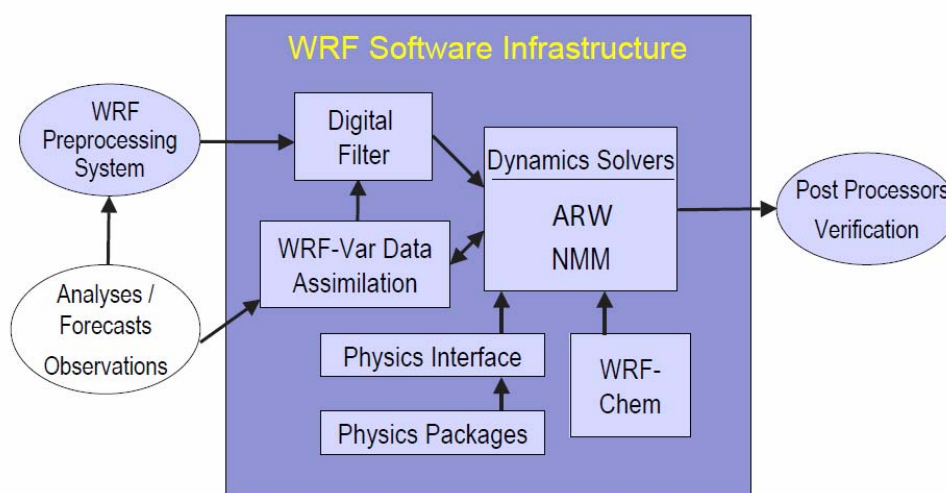 WRF Software Infrastructure
WRF
Preprocessing
System
Digital
Filter
Dynamics Solvers
ARW
NMM
Post Processors
Verification
WRF-Var Data
Assimilation
Analyses /
Forecasts
Observations
Physics Interface
WRF-
Chem
Physics Packages